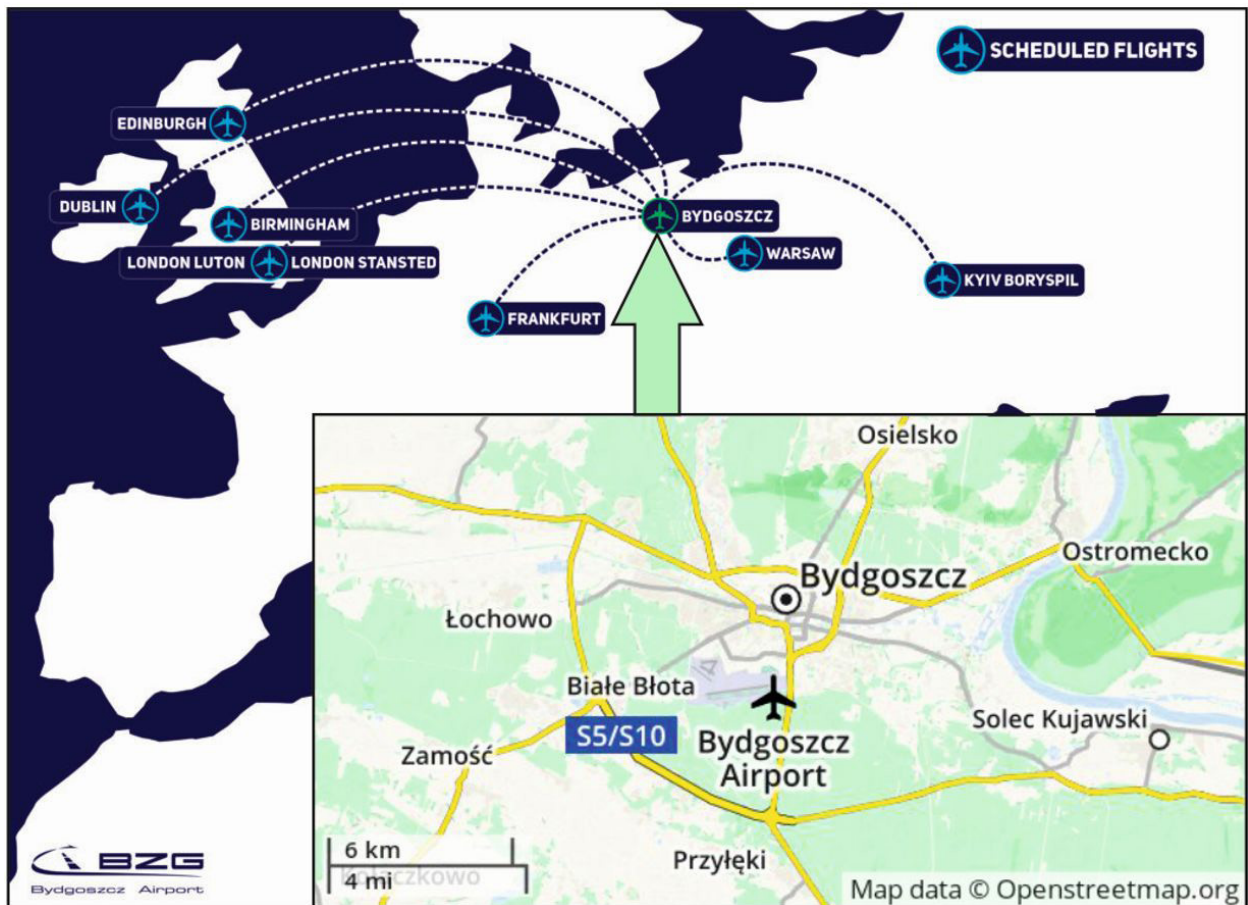 SCHEDULED FLIGHTS
EDINBURGH
DUBLIN
BIRMINGHAM
BYDGOSZCZ
LONDON LUTON LONDON STANSTED
WARSAW
KYIV BORYSPIL
FRANKFURT
Osielsko
Ostromecko
Bydgoszcz
Łochowo
Białe Błota
Solec Kujawski
S5/S10
Bydgoszcz
Airport
Zamość
Przyłęki
6 km
4 mi
Kołaczkowo
Map data © Openstreetmap.org
BZG
Bydgoszcz Airport